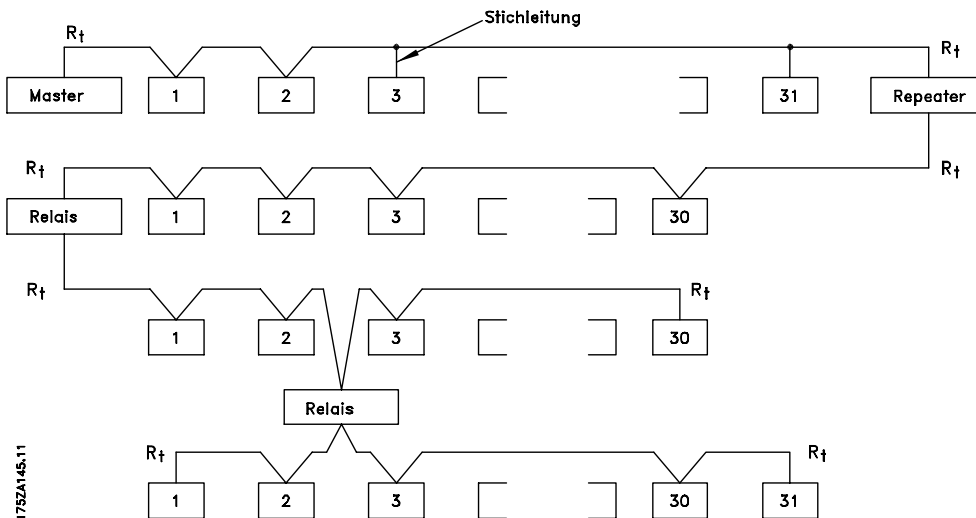 Stichleitung
Rt Rt
Master 1 2 3 31 Repeater
Rt Rt
Relais 1 2 3 30
Rt Rt
1 2 3 30
Relais
Rt Rt
1 2 3 30 31
175ZA145.11